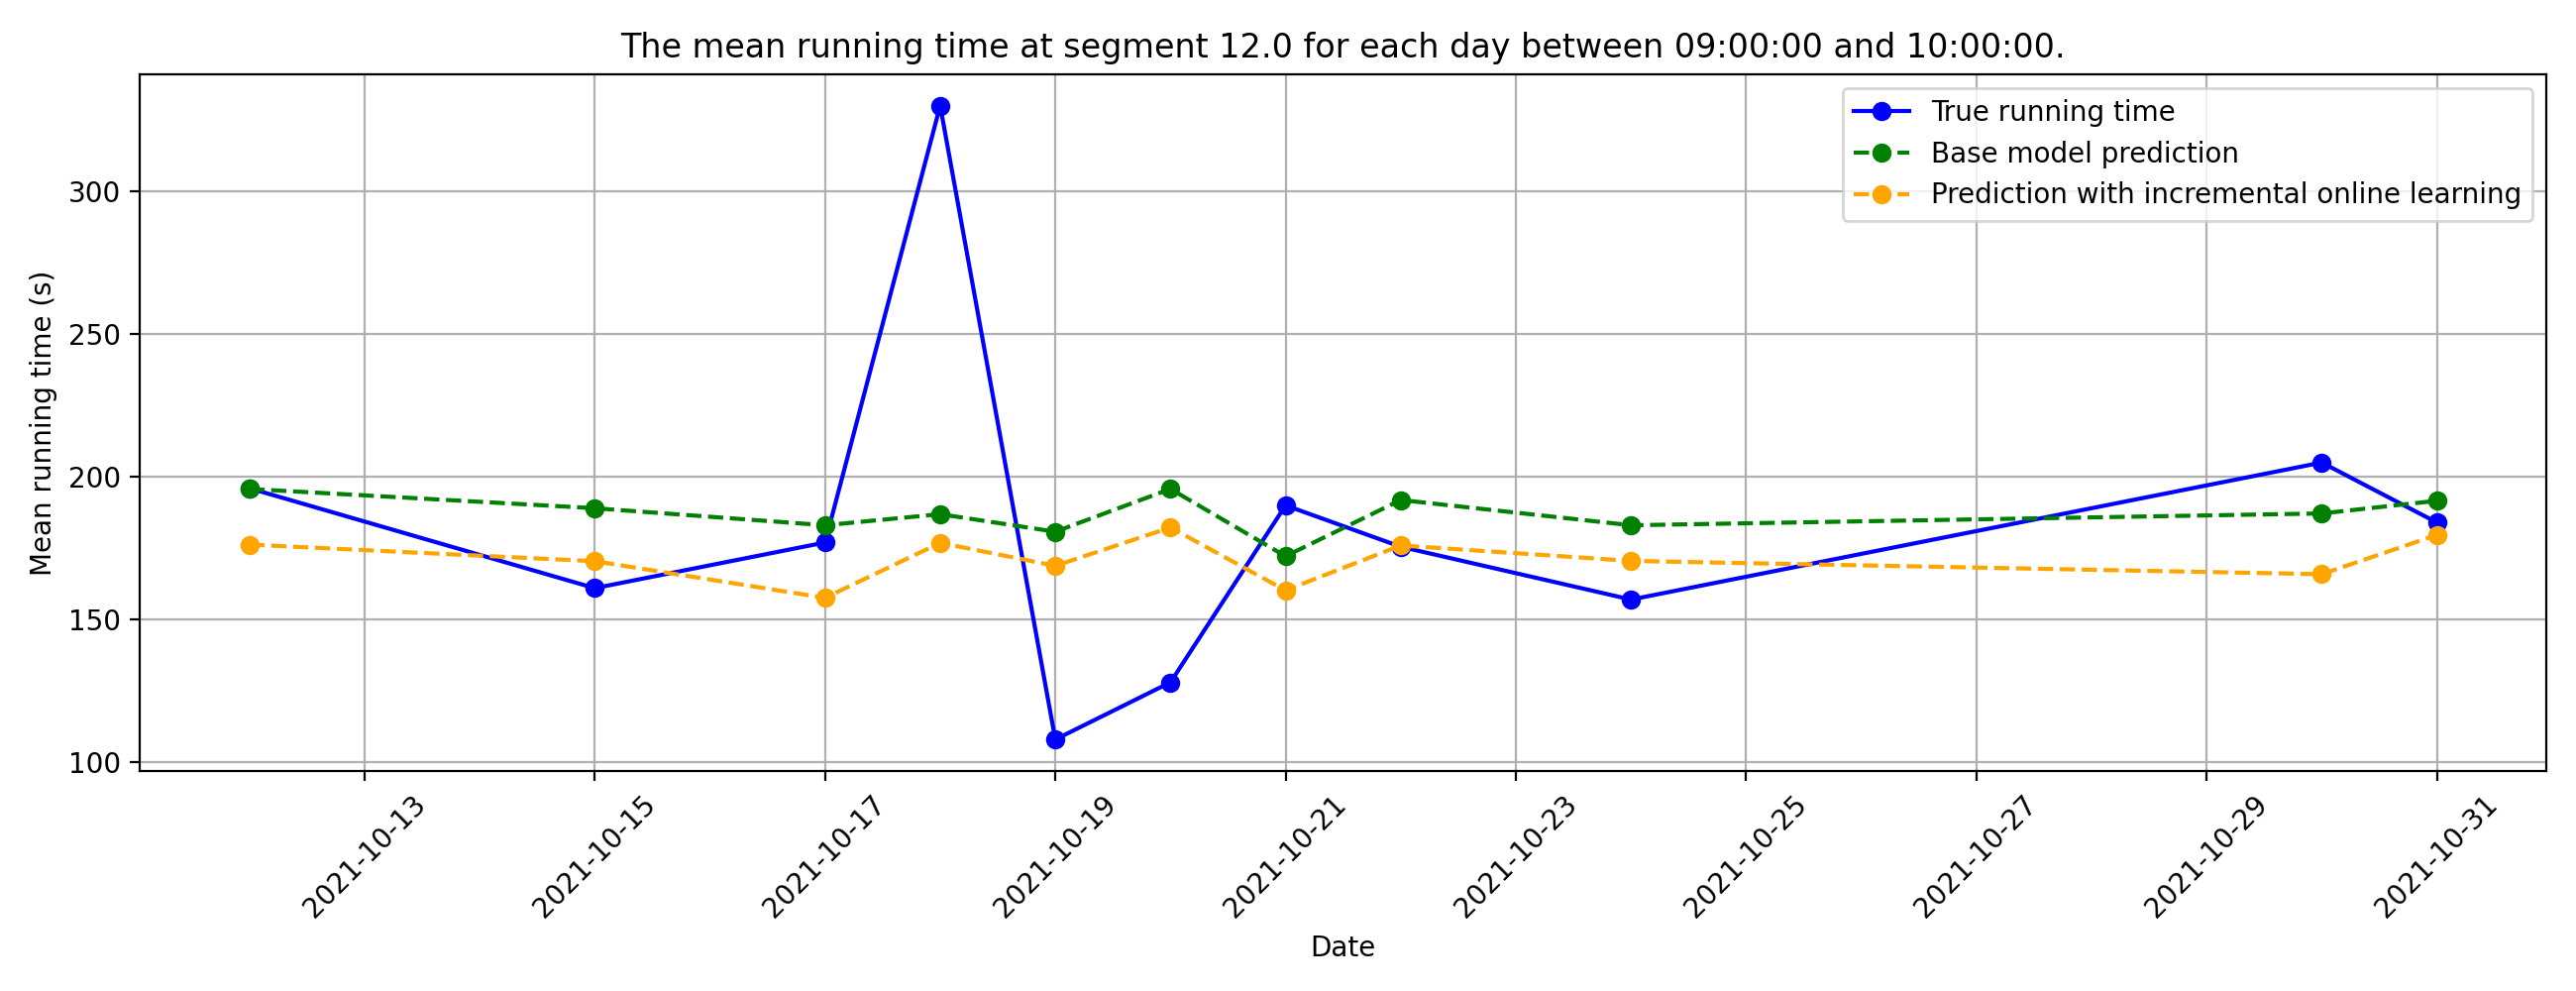 The mean running time at segment 12.0 for each day between 09:00:00 and 10:00:00.
True running time
Base model prediction
Prediction with incremental online learning
Mean running time (s)
300
250
200
150
100
2021-10-13
2021-10-15
2021-10-17
2021-10-19
2021-10-21
2021-10-23
2021-10-25
2021-10-27
2021-10-29
2021-10-31
Date